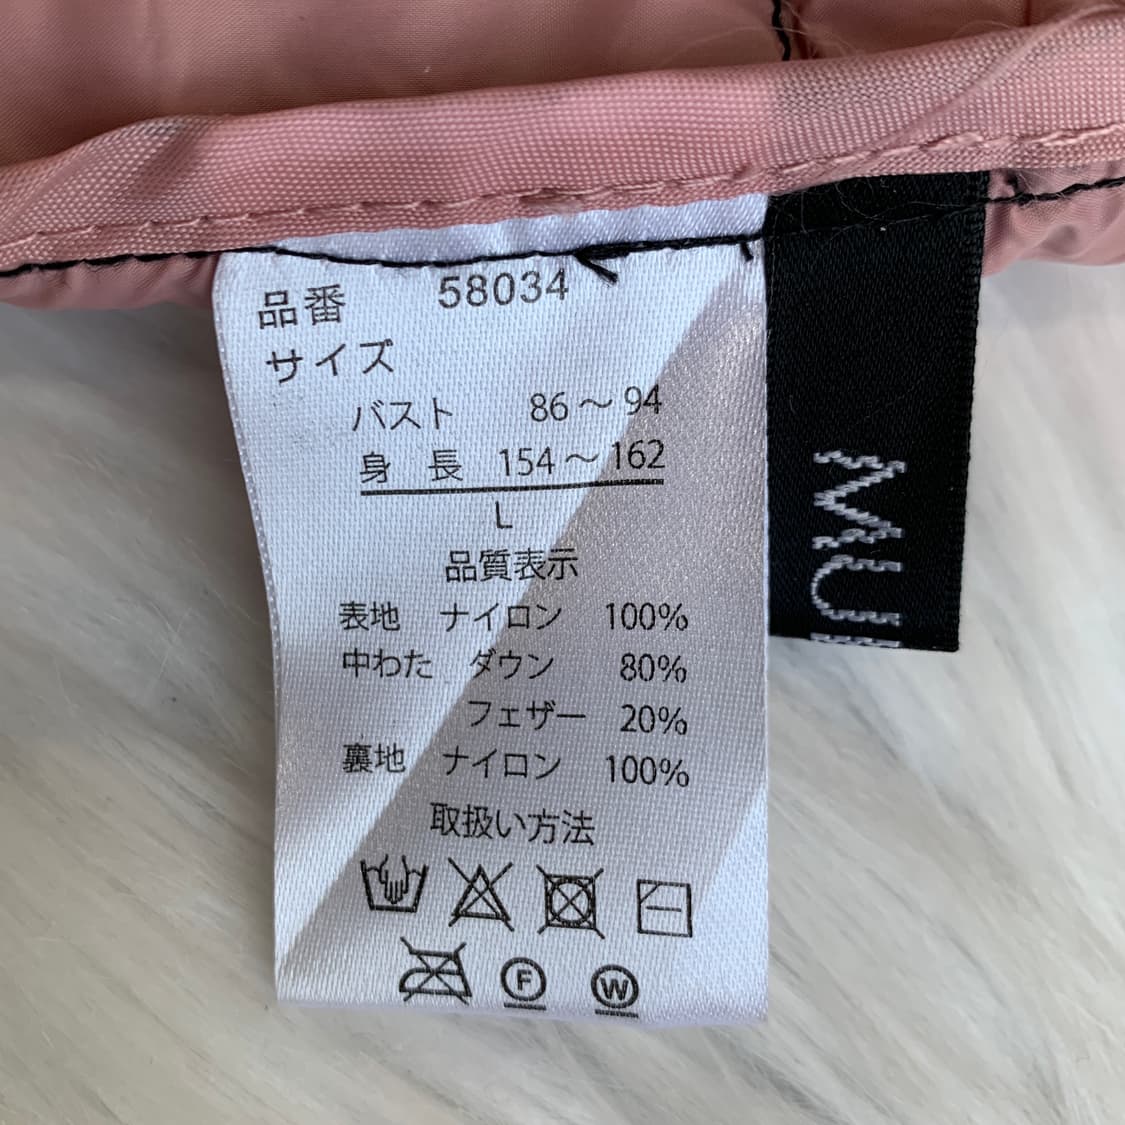 品番 58034
サイズ
バスト 86～94
身 長 154～162
L
品質表示
表地 ナイロン 100%
中わた ダウン 80%
フェザー 20%
裏地 ナイロン 100%
取扱い方法
F W
MU